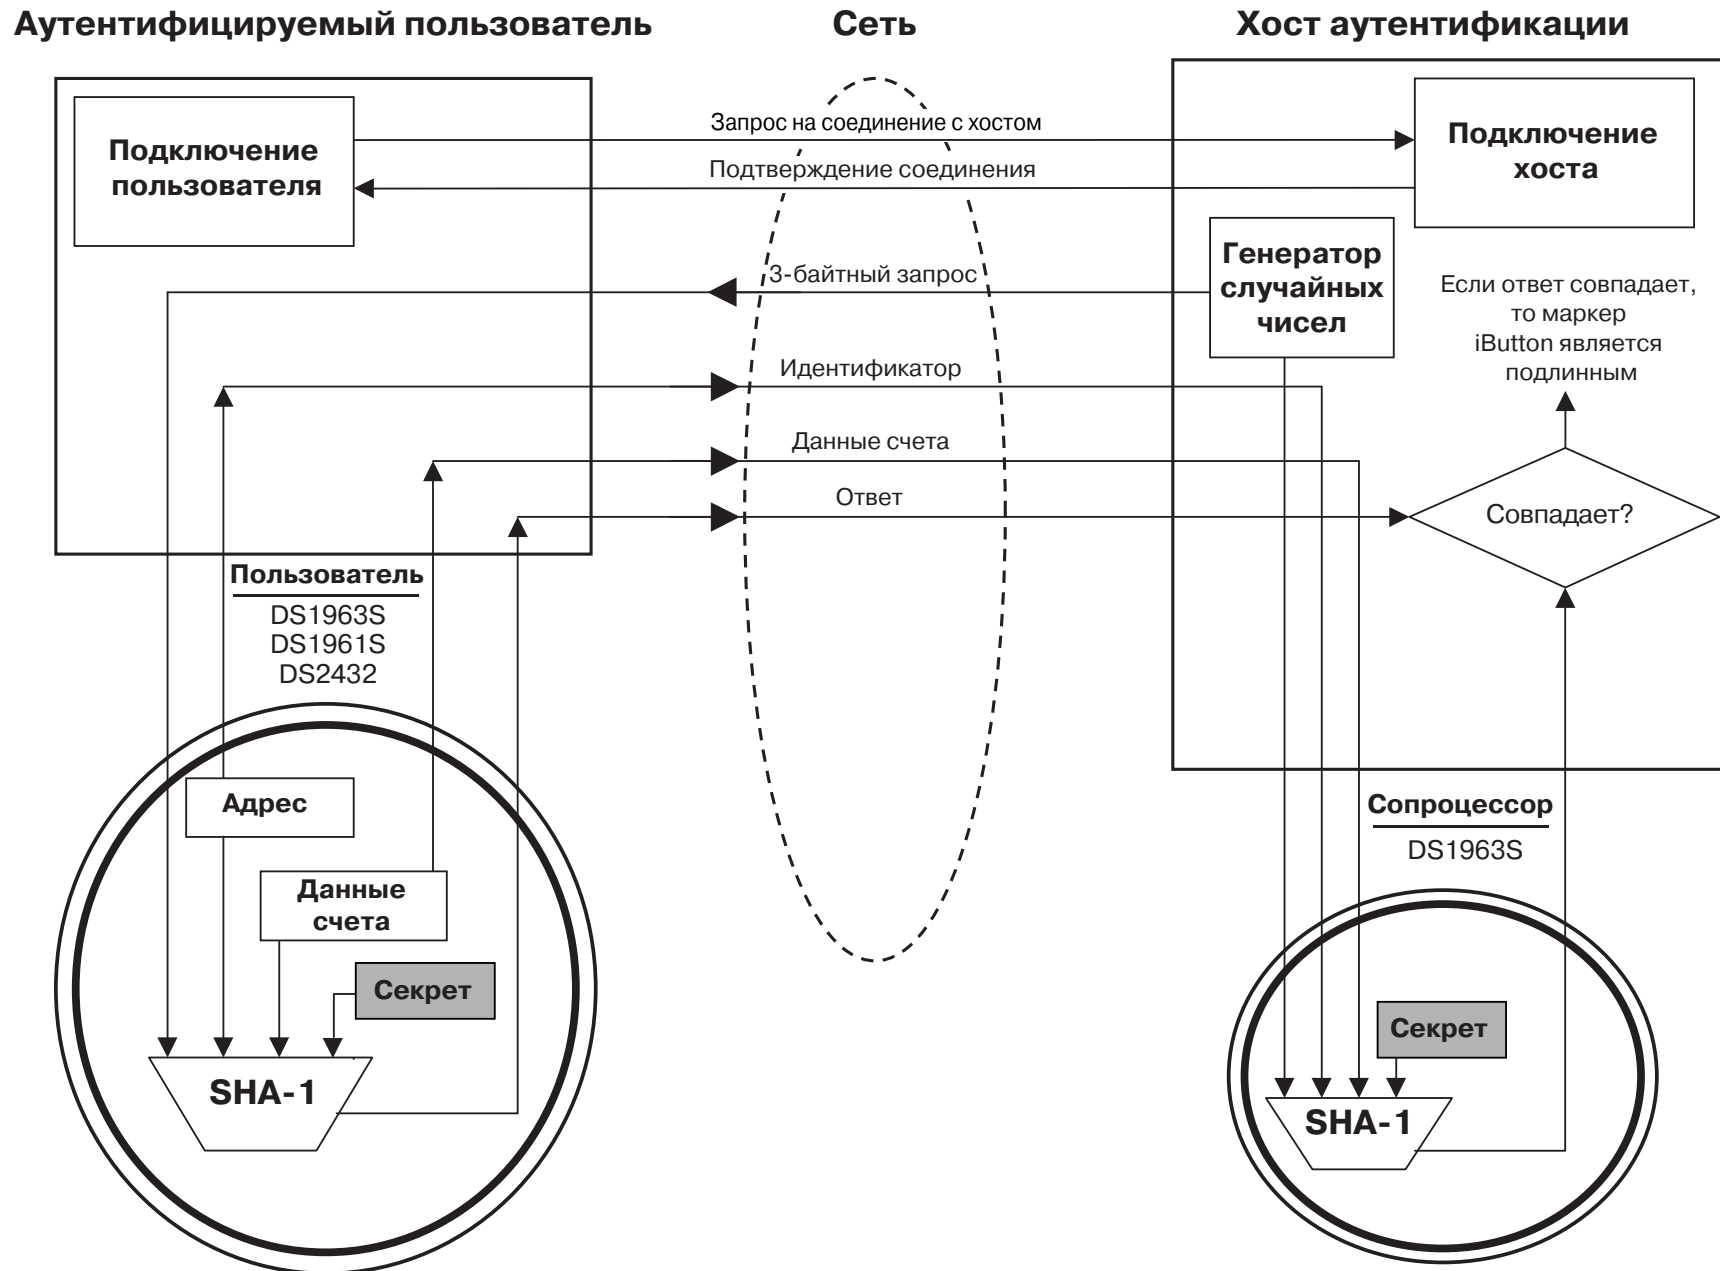 Аутентифицируемый пользователь
Сеть
Хост аутентификации
Подключение
пользователя
Запрос на соединение с хостом
Подтверждение соединения
Подключение
хоста
Генератор
случайных
чисел
3-байтный запрос
Если ответ совпадает,
то маркер
iButton является
подлинным
Идентификатор
Данные счета
Ответ
Совпадает?
Пользователь
DS1963S
DS1961S
DS2432
Адрес
Данные
счета
Секрет
SHA-1
Сопроцессор
DS1963S
Секрет
SHA-1